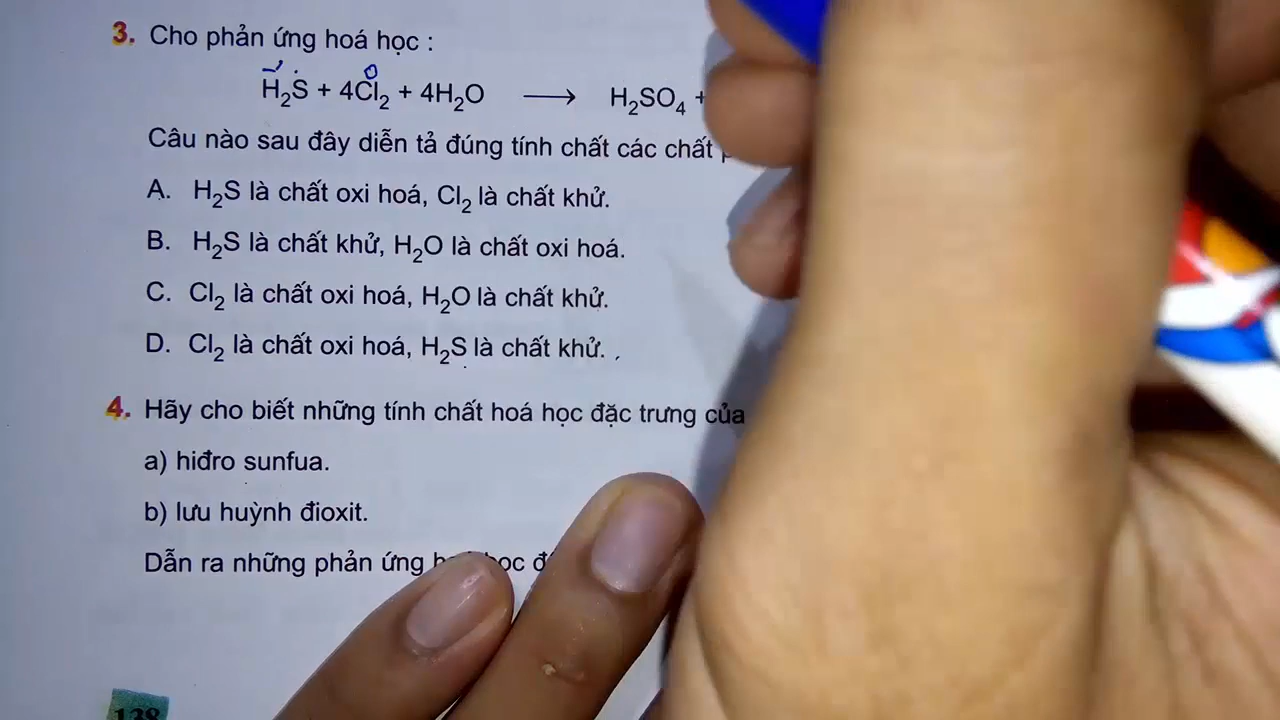 3. Cho phản ứng hoá học :
H₂S + 4Cl₂ + 4H₂O ⟶ H₂SO₄ +
Câu nào sau đây diễn tả đúng tính chất các chất
A. H₂S là chất oxi hoá, Cl₂ là chất khử.
B. H₂S là chất khử, H₂O là chất oxi hoá.
C. Cl₂ là chất oxi hoá, H₂O là chất khử.
D. Cl₂ là chất oxi hoá, H₂S là chất khử.
4. Hãy cho biết những tính chất hoá học đặc trưng của
a) hiđro sunfua.
b) lưu huỳnh đioxit.
Dẫn ra những phản ứng
138